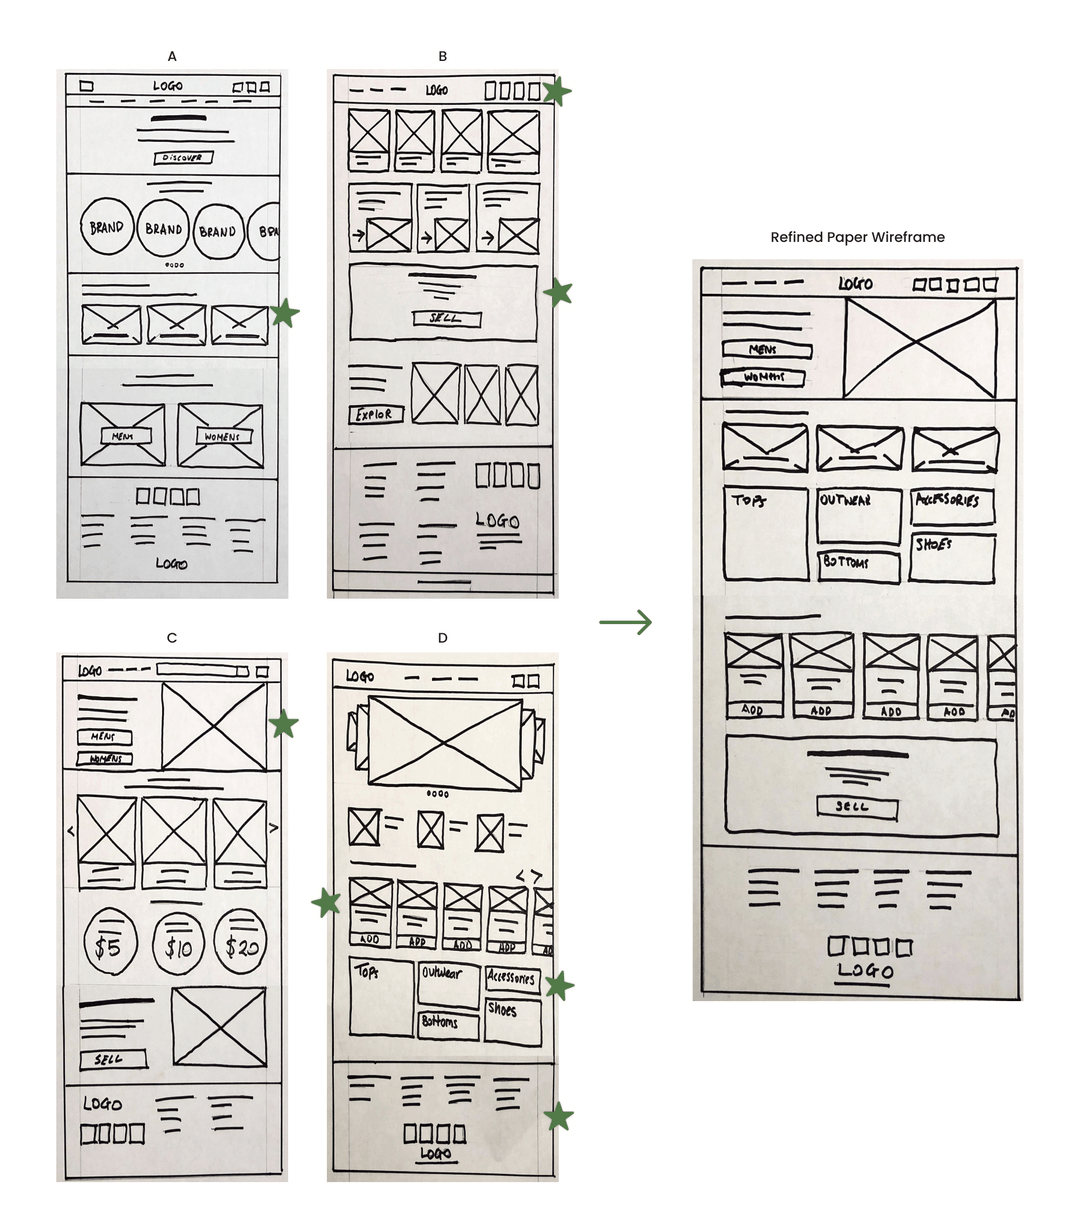 A
LOGO
DISCOVER
BRAND BRAND BRAND BRA
MENS WOMENS
LOGO
B
LOGO
SELL
EXPLOR
LOGO
C
LOGO
MENS
WOMENS
< >
$5 $10 $20
SELL
LOGO
D
LOGO
< >
ADD ADD ADD ADD AD
Tops Outwear Accessories
Shoes
Bottoms
LOGO
Refined Paper Wireframe
LOGO
MENS
WOMENS
TOPS OUTWEAR ACCESSORIES
SHOES
BOTTOMS
ADD ADD ADD ADD AD
SELL
LOGO